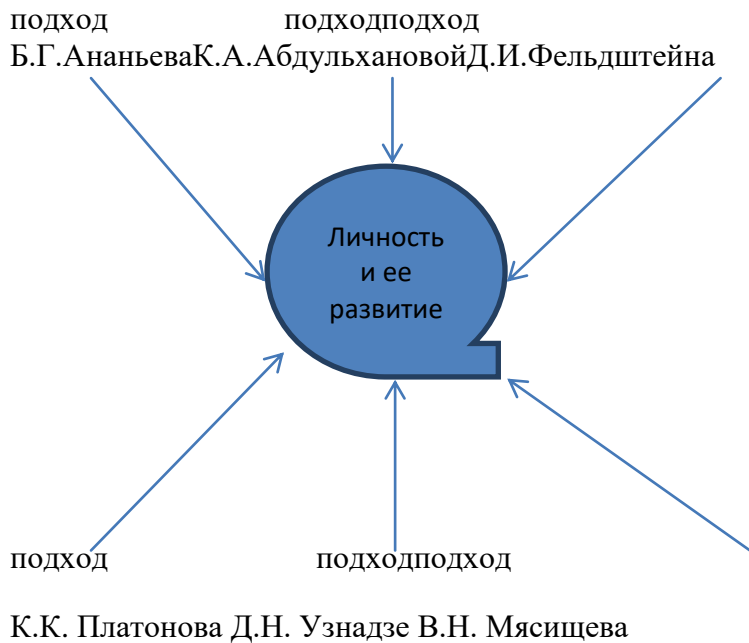 подход подходподход
Б.Г.АнаньеваК.А.АбдульхановойД.И.Фельдштейна
Личность
и ее
развитие
подход подходподход
К.К. Платонова Д.Н. Узнадзе В.Н. Мясищева